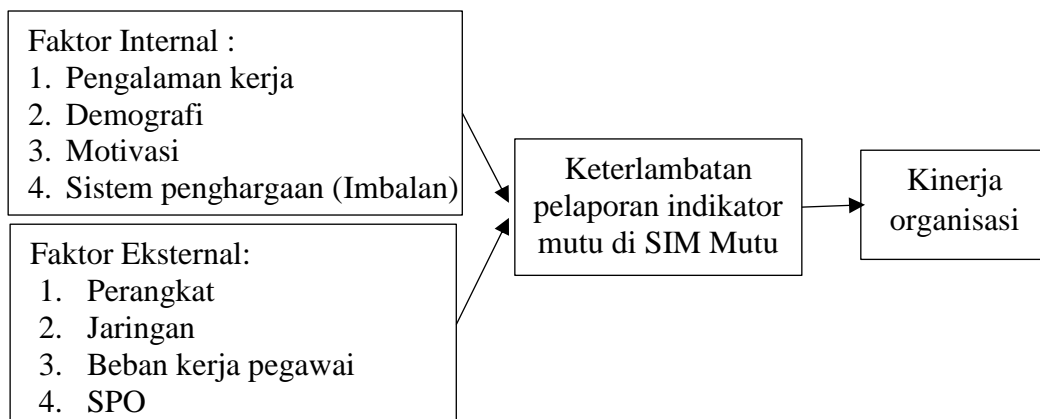 Faktor Internal :
1. Pengalaman kerja
2. Demografi
3. Motivasi
4. Sistem penghargaan (Imbalan)
Faktor Eksternal:
1. Perangkat
2. Jaringan
3. Beban kerja pegawai
4. SPO
Keterlambatan
pelaporan indikator
mutu di SIM Mutu
Kinerja
organisasi